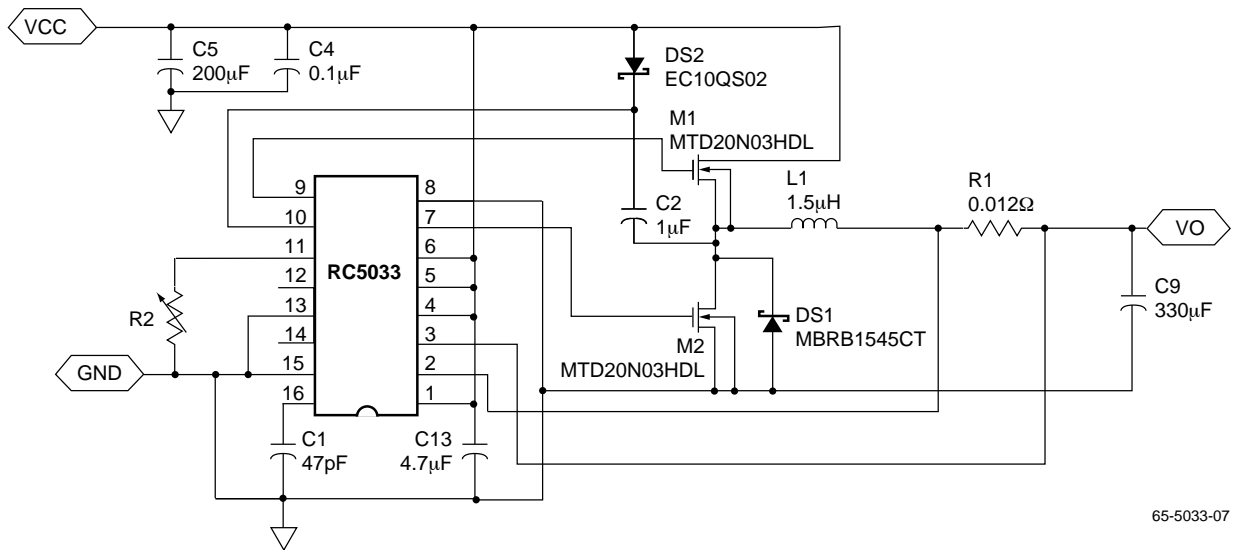 VCC
C5
200μF
C4
0.1μF
DS2
EC10QS02
M1
MTD20N03HDL
L1
1.5μH
R1
0.012Ω
VO
C2
1μF
9
10
11
12
13
14
15
16
RC5033
8
7
6
5
4
3
2
1
R2
GND
C1
47pF
C13
4.7μF
M2
MTD20N03HDL
DS1
MBRB1545CT
C9
330μF
65-5033-07